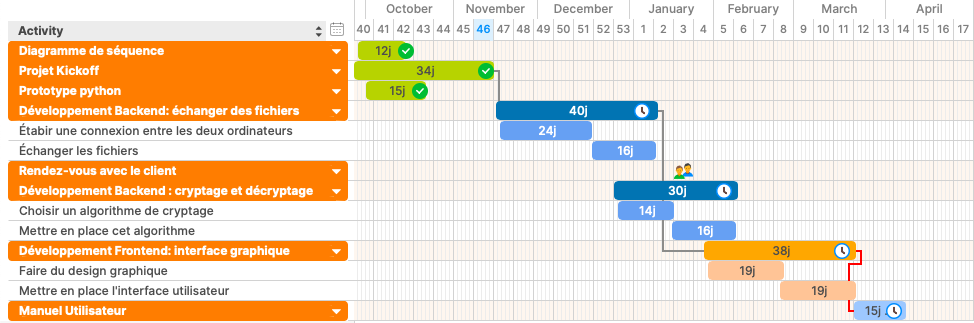 October November December January February March April
Activity 40 41 42 43 44 45 46 47 48 49 50 51 52 53 1 2 3 4 5 6 7 8 9 10 11 12 13 14 15 16 17
Diagramme de séquence 12j
Projet Kickoff 34j
Prototype python 15j
Développement Backend: échanger des fichiers 40j
Étabir une connexion entre les deux ordinateurs 24j
Échanger les fichiers 16j
Rendez-vous avec le client
Développement Backend : cryptage et décryptage 30j
Choisir un algorithme de cryptage 14j
Mettre en place cet algorithme 16j
Développement Frontend: interface graphique 38j
Faire du design graphique 19j
Mettre en place l'interface utilisateur 19j
Manuel Utilisateur 15j